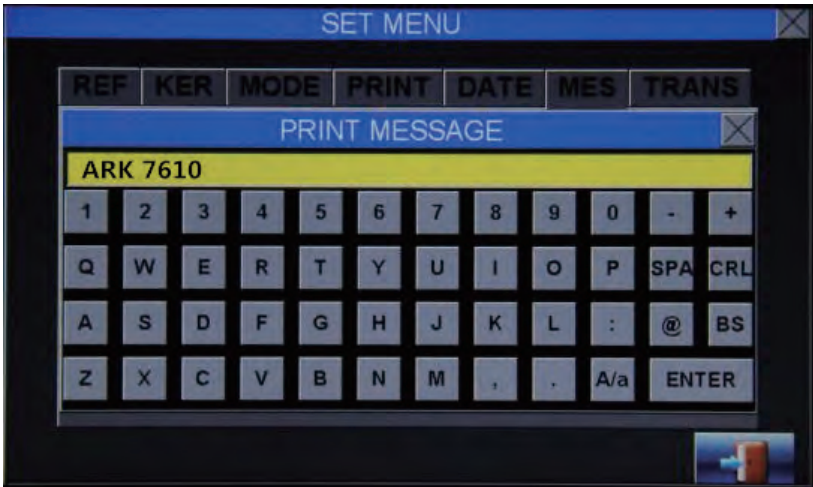 SET MENU
REF KER MODE PRINT DATE MES TRANS
PRINT MESSAGE
ARK 7610
1 2 3 4 5 6 7 8 9 0 - +
Q W E R T Y U I O P SPA CRL
A S D F G H J K L : @ BS
Z X C V B N M , . A/a ENTER